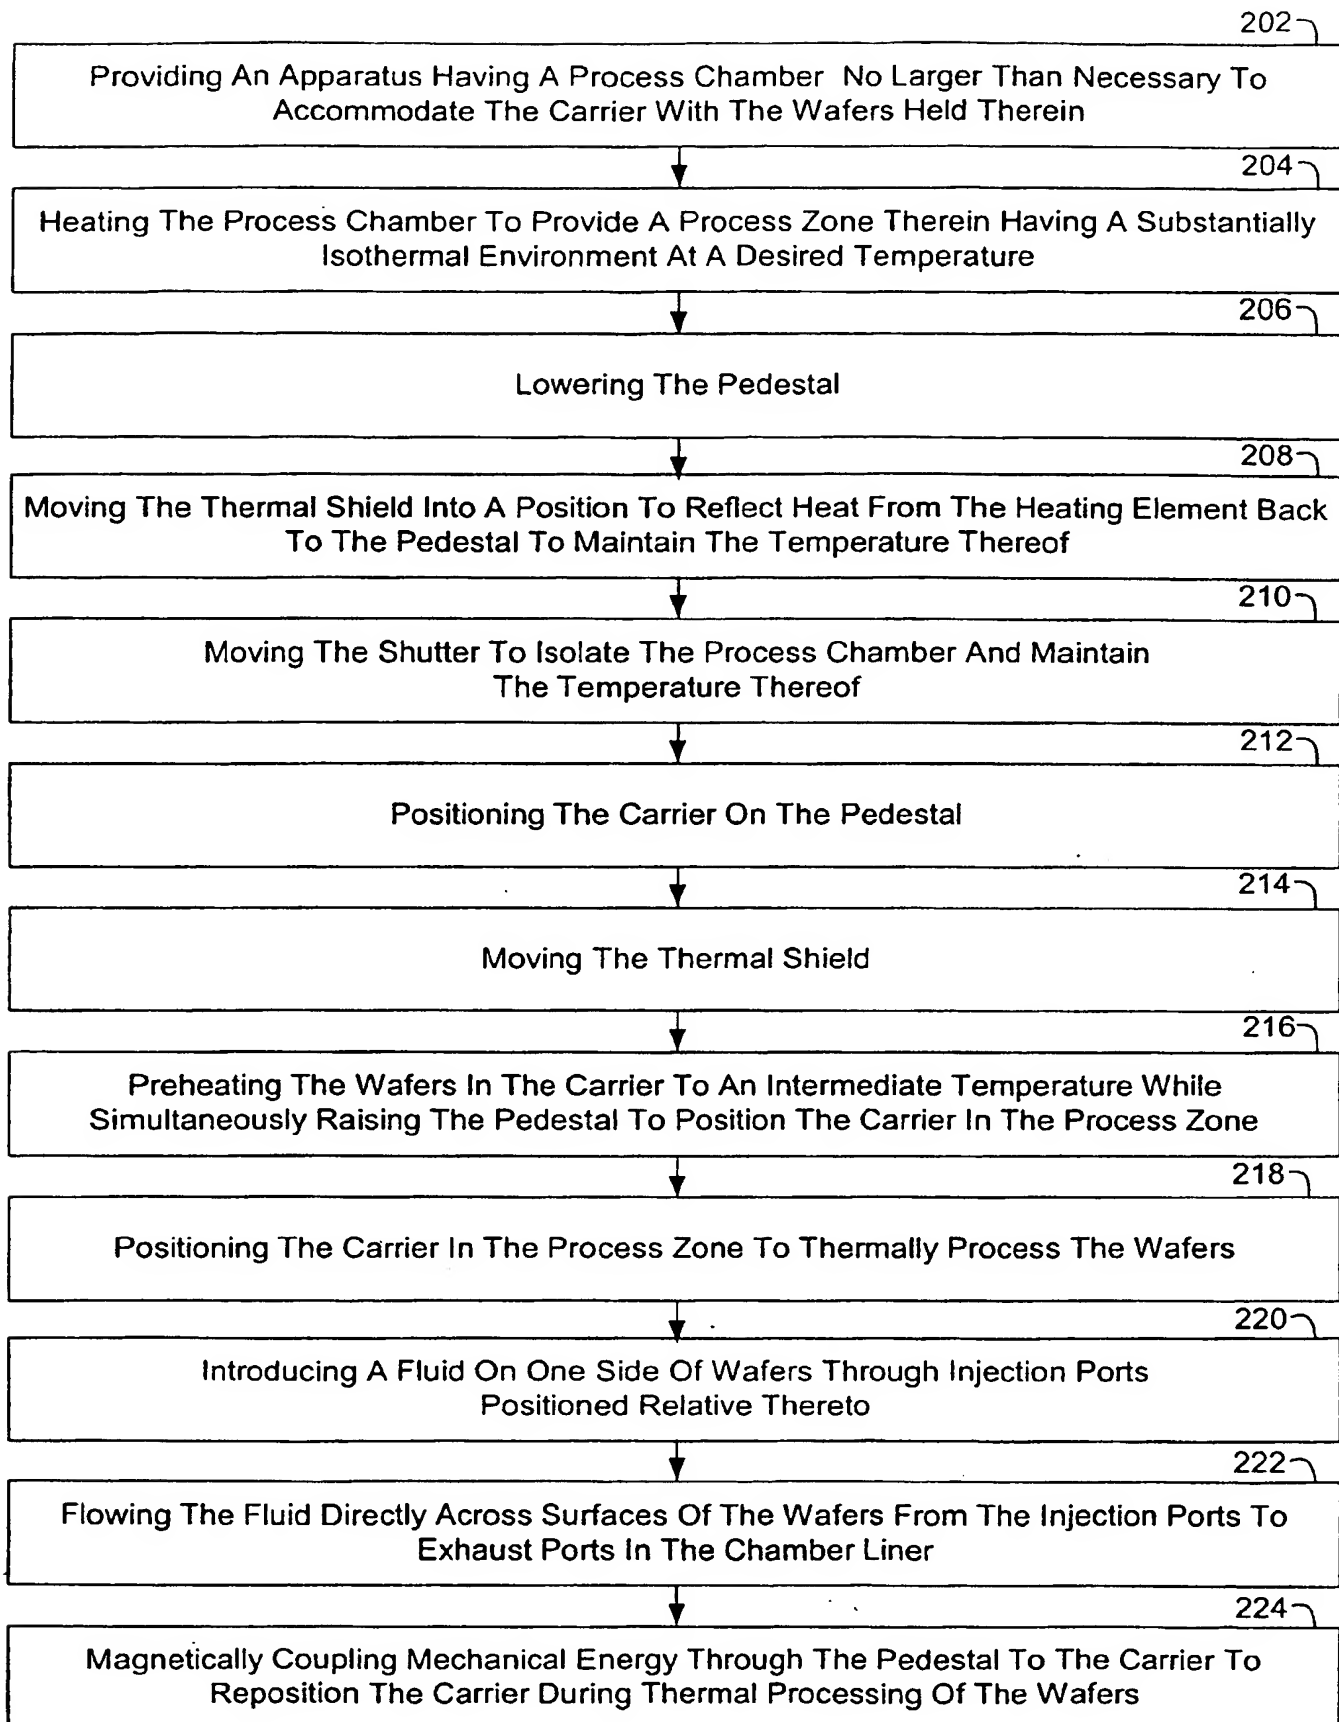 202
Providing An Apparatus Having A Process Chamber No Larger Than Necessary To
Accommodate The Carrier With The Wafers Held Therein
204
Heating The Process Chamber To Provide A Process Zone Therein Having A Substantially
Isothermal Environment At A Desired Temperature
206
Lowering The Pedestal
208
Moving The Thermal Shield Into A Position To Reflect Heat From The Heating Element Back
To The Pedestal To Maintain The Temperature Thereof
210
Moving The Shutter To Isolate The Process Chamber And Maintain
The Temperature Thereof
212
Positioning The Carrier On The Pedestal
214
Moving The Thermal Shield
216
Preheating The Wafers In The Carrier To An Intermediate Temperature While
Simultaneously Raising The Pedestal To Position The Carrier In The Process Zone
218
Positioning The Carrier In The Process Zone To Thermally Process The Wafers
220
Introducing A Fluid On One Side Of Wafers Through Injection Ports
Positioned Relative Thereto
222
Flowing The Fluid Directly Across Surfaces Of The Wafers From The Injection Ports To
Exhaust Ports In The Chamber Liner
224
Magnetically Coupling Mechanical Energy Through The Pedestal To The Carrier To
Reposition The Carrier During Thermal Processing Of The Wafers